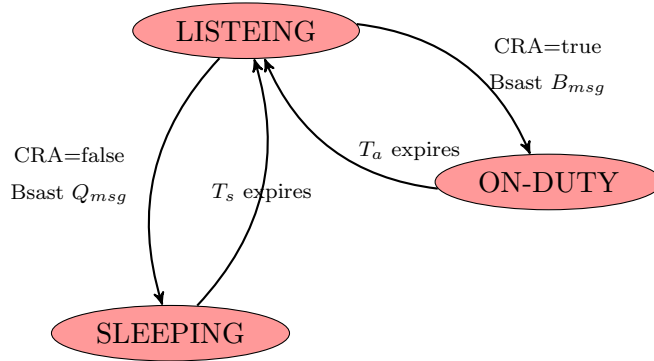 LISTEING
CRA=true
Bsast B_{msg}
CRA=false
Bsast Q_{msg}
T_a expires
T_s expires
ON-DUTY
SLEEPING